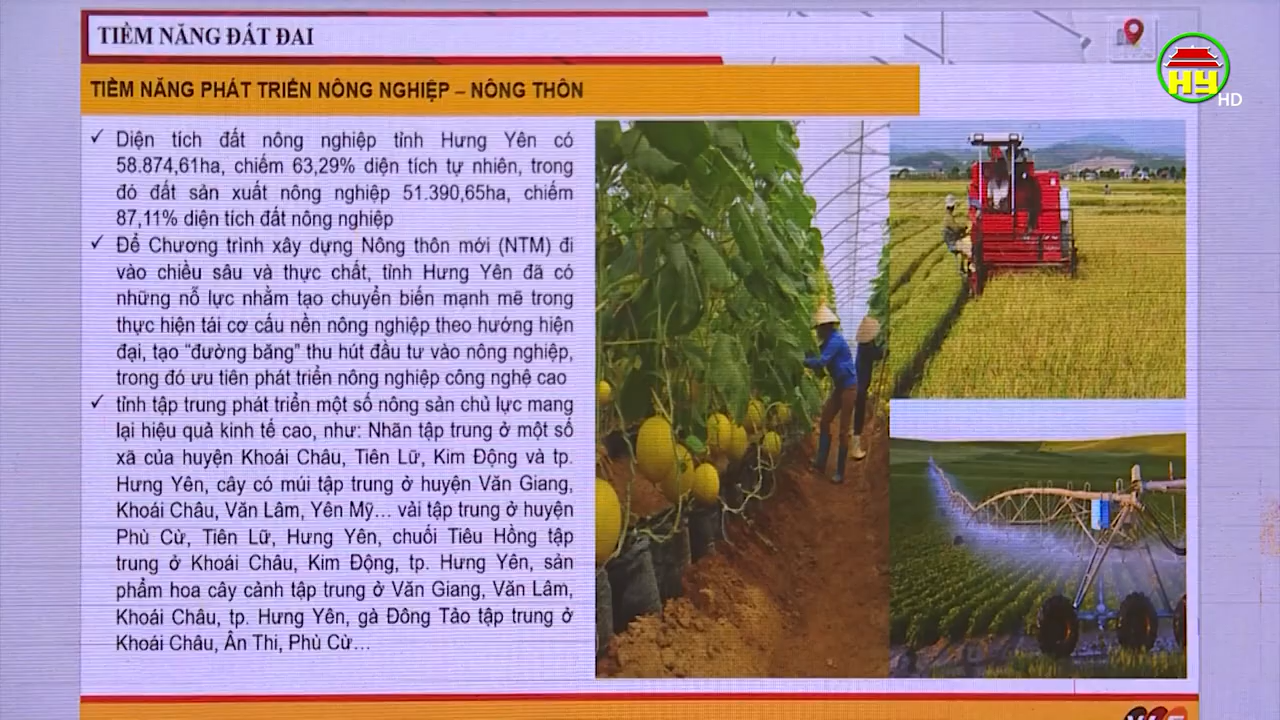 TIỀM NĂNG ĐẤT ĐAI
HY
HD
TIỀM NĂNG PHÁT TRIỂN NÔNG NGHIỆP – NÔNG THÔN
✓ Diện tích đất nông nghiệp tỉnh Hưng Yên có
58.874,61ha, chiếm 63,29% diện tích tự nhiên, trong
đó đất sản xuất nông nghiệp 51.390,65ha, chiếm
87,11% diện tích đất nông nghiệp
✓ Để Chương trình xây dựng Nông thôn mới (NTM) đi
vào chiều sâu và thực chất, tỉnh Hưng Yên đã có
những nỗ lực nhằm tạo chuyển biến mạnh mẽ trong
thực hiện tái cơ cấu nền nông nghiệp theo hướng hiện
đại, tạo “đường băng” thu hút đầu tư vào nông nghiệp,
trong đó ưu tiên phát triển nông nghiệp công nghệ cao
✓ tỉnh tập trung phát triển một số nông sản chủ lực mang
lại hiệu quả kinh tế cao, như: Nhãn tập trung ở một số
xã của huyện Khoái Châu, Tiên Lữ, Kim Động và tp.
Hưng Yên, cây có múi tập trung ở huyện Văn Giang,
Khoái Châu, Văn Lâm, Yên Mỹ… vải tập trung ở huyện
Phù Cừ, Tiên Lữ, Hưng Yên, chuối Tiêu Hồng tập
trung ở Khoái Châu, Kim Động, tp. Hưng Yên, sản
phẩm hoa cây cảnh tập trung ở Văn Giang, Văn Lâm,
Khoái Châu, tp. Hưng Yên, gà Đông Tảo tập trung ở
Khoái Châu, Ân Thi, Phù Cừ…